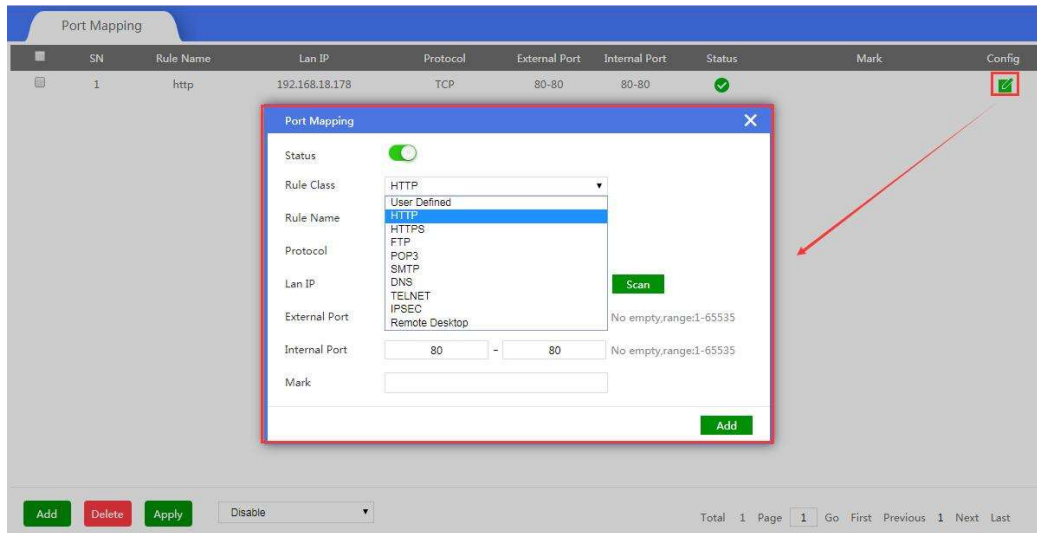 Port Mapping
SN Rule Name Lan IP Protocol External Port Internal Port Status Mark Config
1 http 192.168.18.178 TCP 80-80 80-80
Port Mapping
Status
Rule Class HTTP
User Defined
Rule Name HTTP
HTTPS
FTP
Protocol POP3
SMTP
Lan IP DNS Scan
TELNET
IPSEC
External Port Remote Desktop No empty,range:1-65535
Internal Port 80 - 80 No empty,range:1-65535
Mark
Add
Add Delete Apply Disable Total 1 Page 1 Go First Previous 1 Next Last